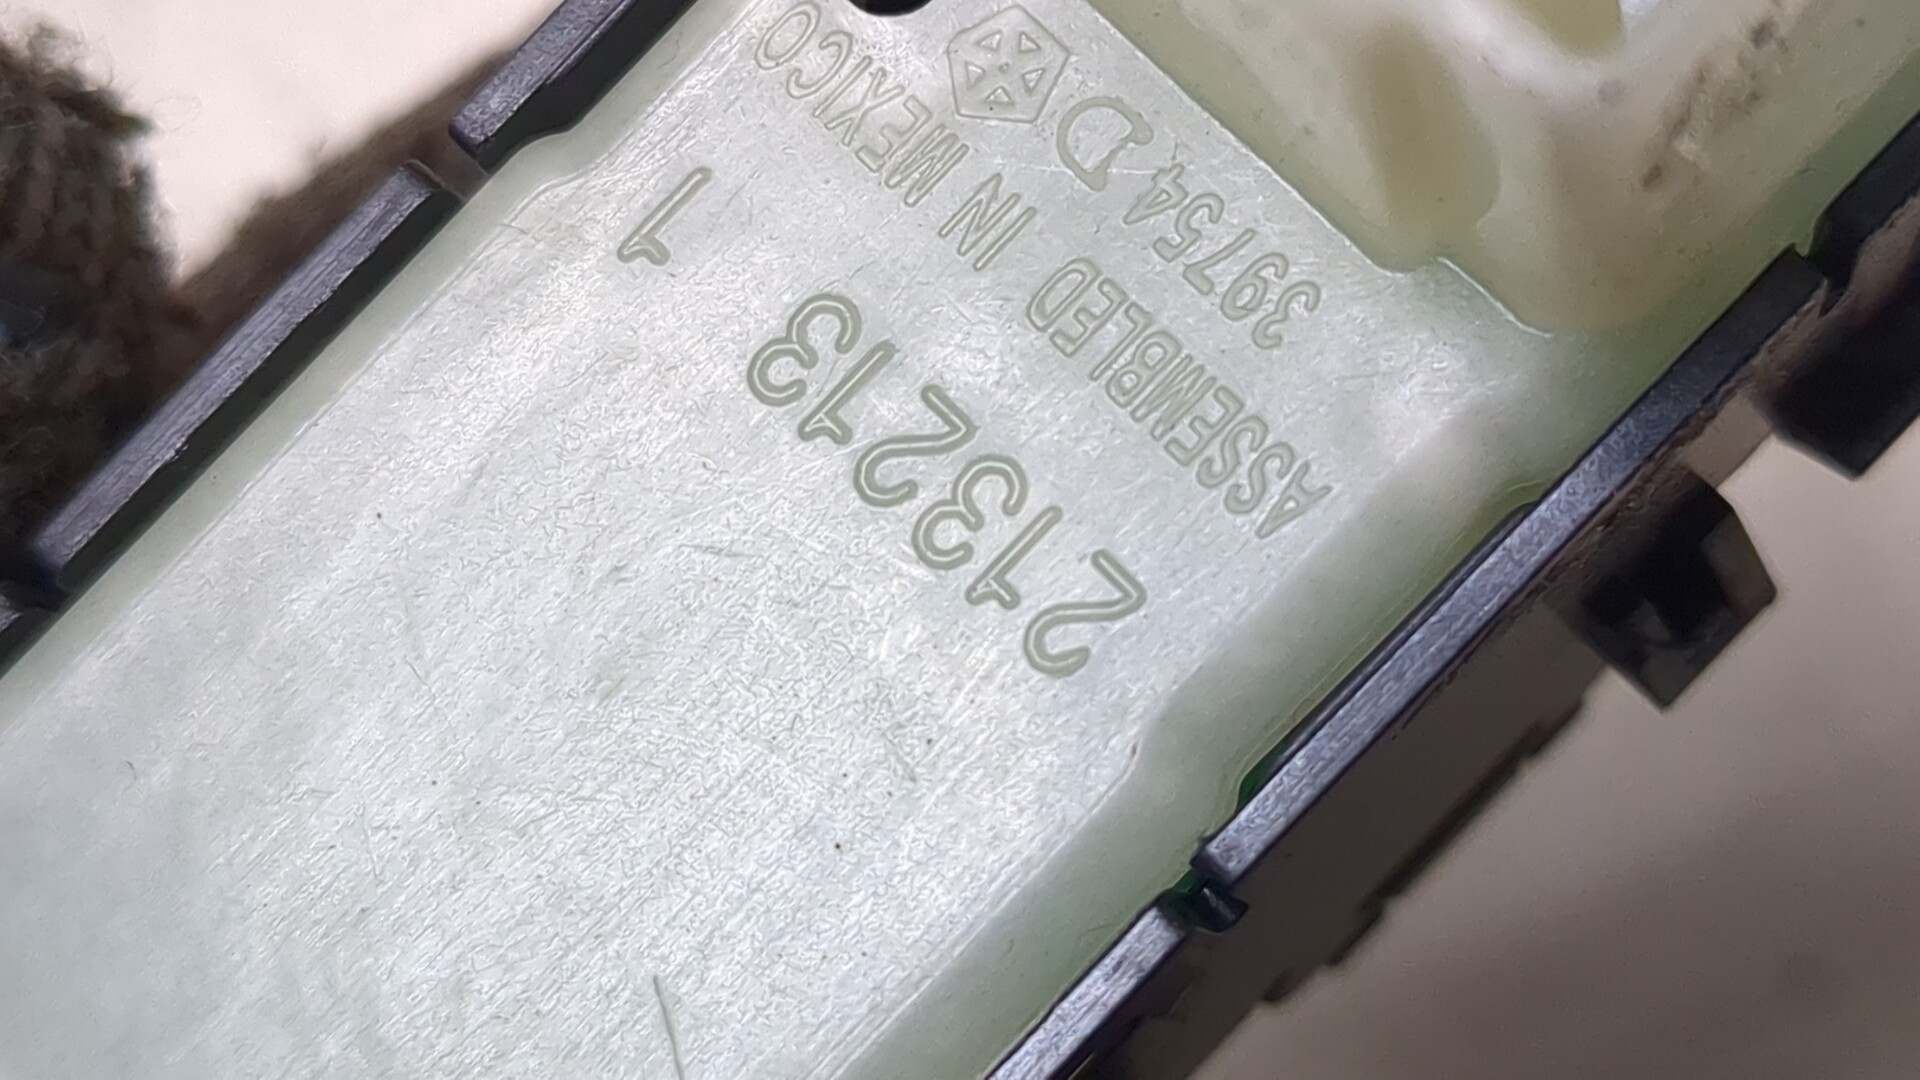 213213 1
ASSEMBLED IN MEXICO
39754 D